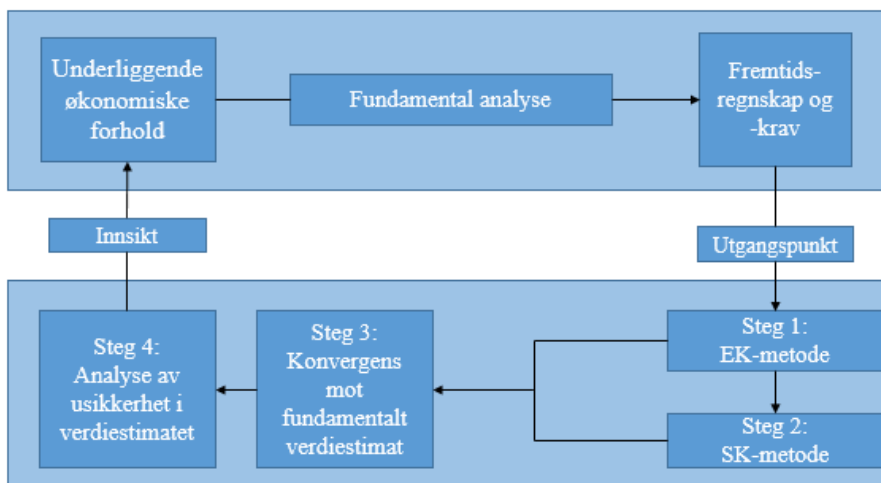 Underliggende
økonomiske
forhold
Fundamental analyse
Fremtids-
regnskap og
-krav
Innsikt
Utgangspunkt
Steg 1:
EK-metode
Steg 2:
SK-metode
Steg 3:
Konvergens
mot
fundamentalt
verdiestimat
Steg 4:
Analyse av
usikkerhet i
verdiestimatet